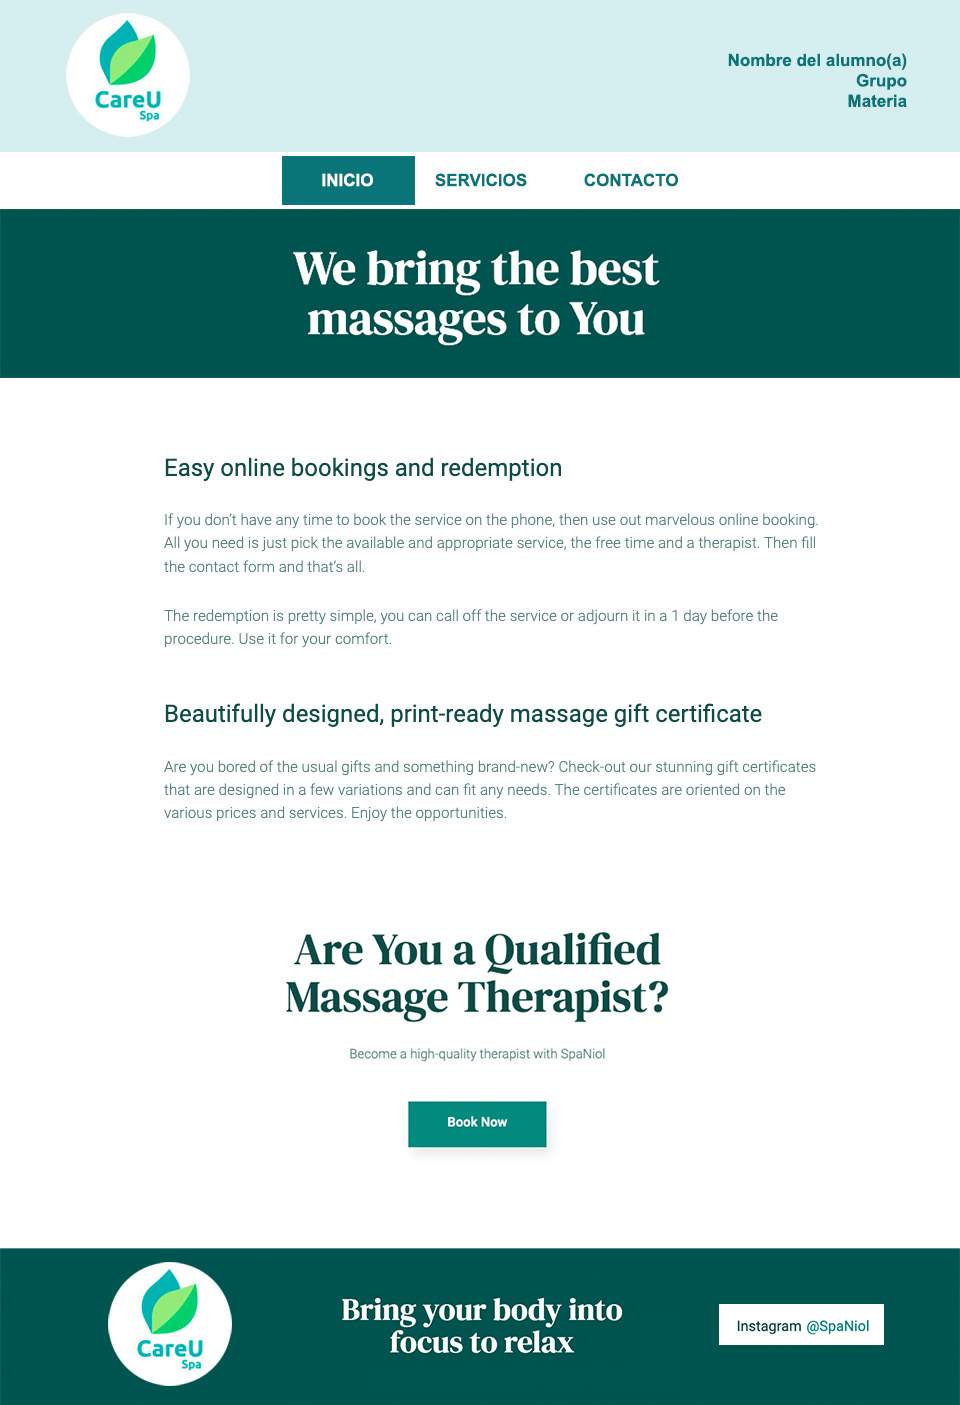 CareU
Spa
Nombre del alumno(a)
Grupo
Materia
INICIO SERVICIOS CONTACTO
We bring the best
massages to You
Easy online bookings and redemption
If you don’t have any time to book the service on the phone, then use out marvelous online booking.
All you need is just pick the available and appropriate service, the free time and a therapist. Then fill
the contact form and that’s all.
The redemption is pretty simple, you can call off the service or adjourn it in a 1 day before the
procedure. Use it for your comfort.
Beautifully designed, print-ready massage gift certificate
Are you bored of the usual gifts and something brand-new? Check-out our stunning gift certificates
that are designed in a few variations and can fit any needs. The certificates are oriented on the
various prices and services. Enjoy the opportunities.
Are You a Qualified
Massage Therapist?
Become a high-quality therapist with SpaNiol
Book Now
CareU
Spa
Bring your body into
focus to relax
Instagram @SpaNiol